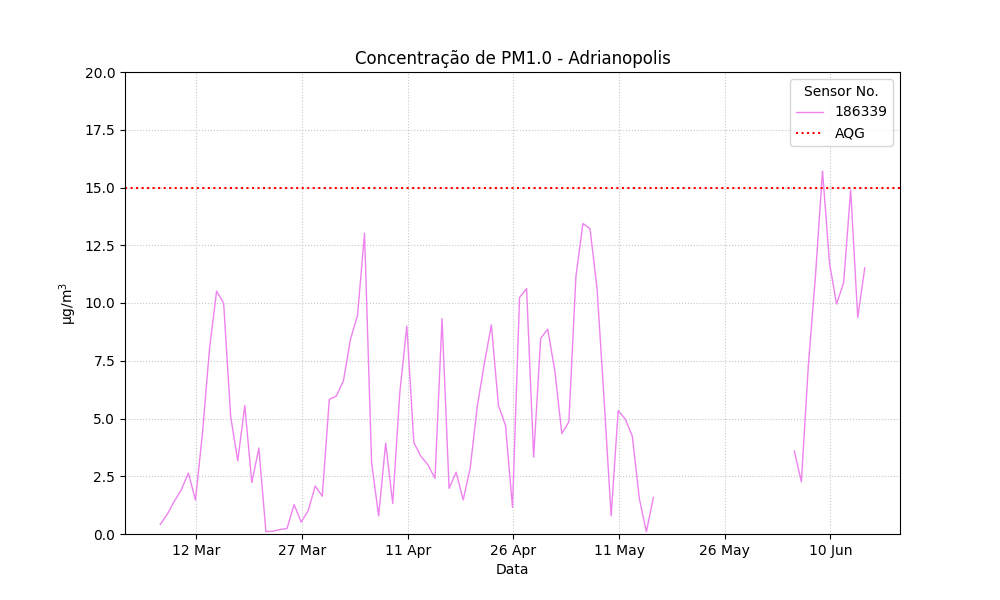 Concentração de PM1.0 - Adrianopolis
20.0
17.5
15.0
12.5
10.0
7.5
5.0
2.5
0.0
µg/m³
Sensor No.
186339
AQG
12 Mar
27 Mar
11 Apr
26 Apr
11 May
26 May
10 Jun
Data